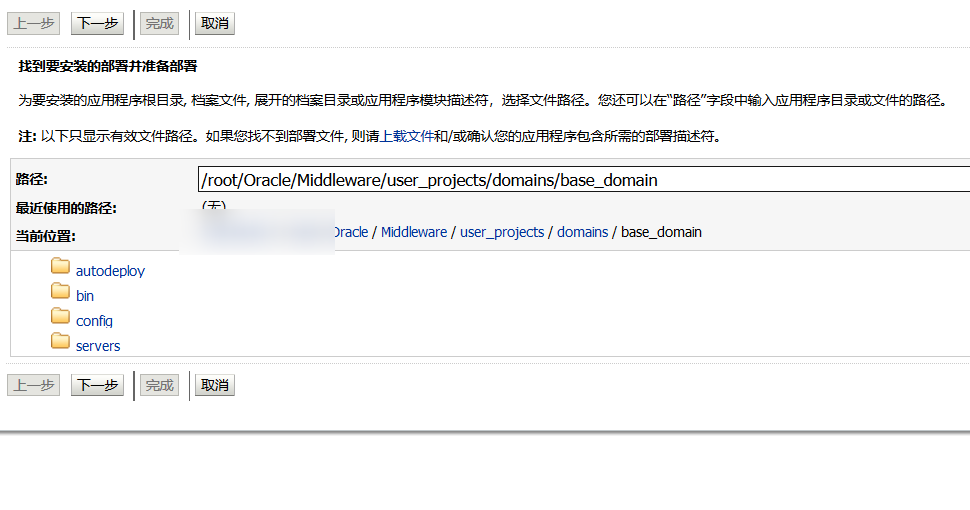 上一步 下一步 完成 取消
找到要安装的部署并准备部署
为要安装的应用程序根目录, 档案文件, 展开的档案目录或应用程序模块描述符，选择文件路径。您还可以在“路径”字段中输入应用程序目录或文件的路径。
注: 以下只显示有效文件路径。如果您找不到部署文件, 则请上载文件和/或确认您的应用程序包含所需的部署描述符。
路径: /root/Oracle/Middleware/user_projects/domains/base_domain
最近使用的路径: (无)
当前位置: Oracle / Middleware / user_projects / domains / base_domain
autodeploy
bin
config
servers
上一步 下一步 完成 取消